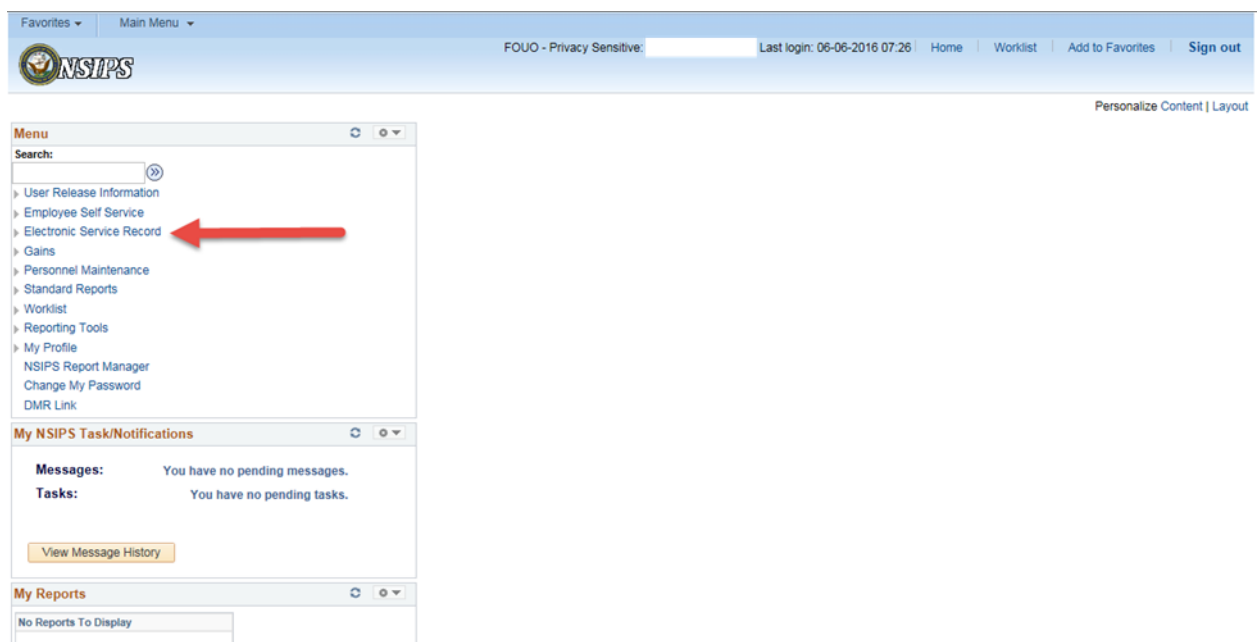 Favorites Main Menu
NSIPS
FOUO - Privacy Sensitive: Last login: 06-06-2016 07:26 Home Worklist Add to Favorites Sign out
Personalize Content | Layout
Menu
Search:
User Release Information
Employee Self Service
Electronic Service Record
Gains
Personnel Maintenance
Standard Reports
Worklist
Reporting Tools
My Profile
NSIPS Report Manager
Change My Password
DMR Link
My NSIPS Task/Notifications
Messages: You have no pending messages.
Tasks: You have no pending tasks.
View Message History
My Reports
No Reports To Display